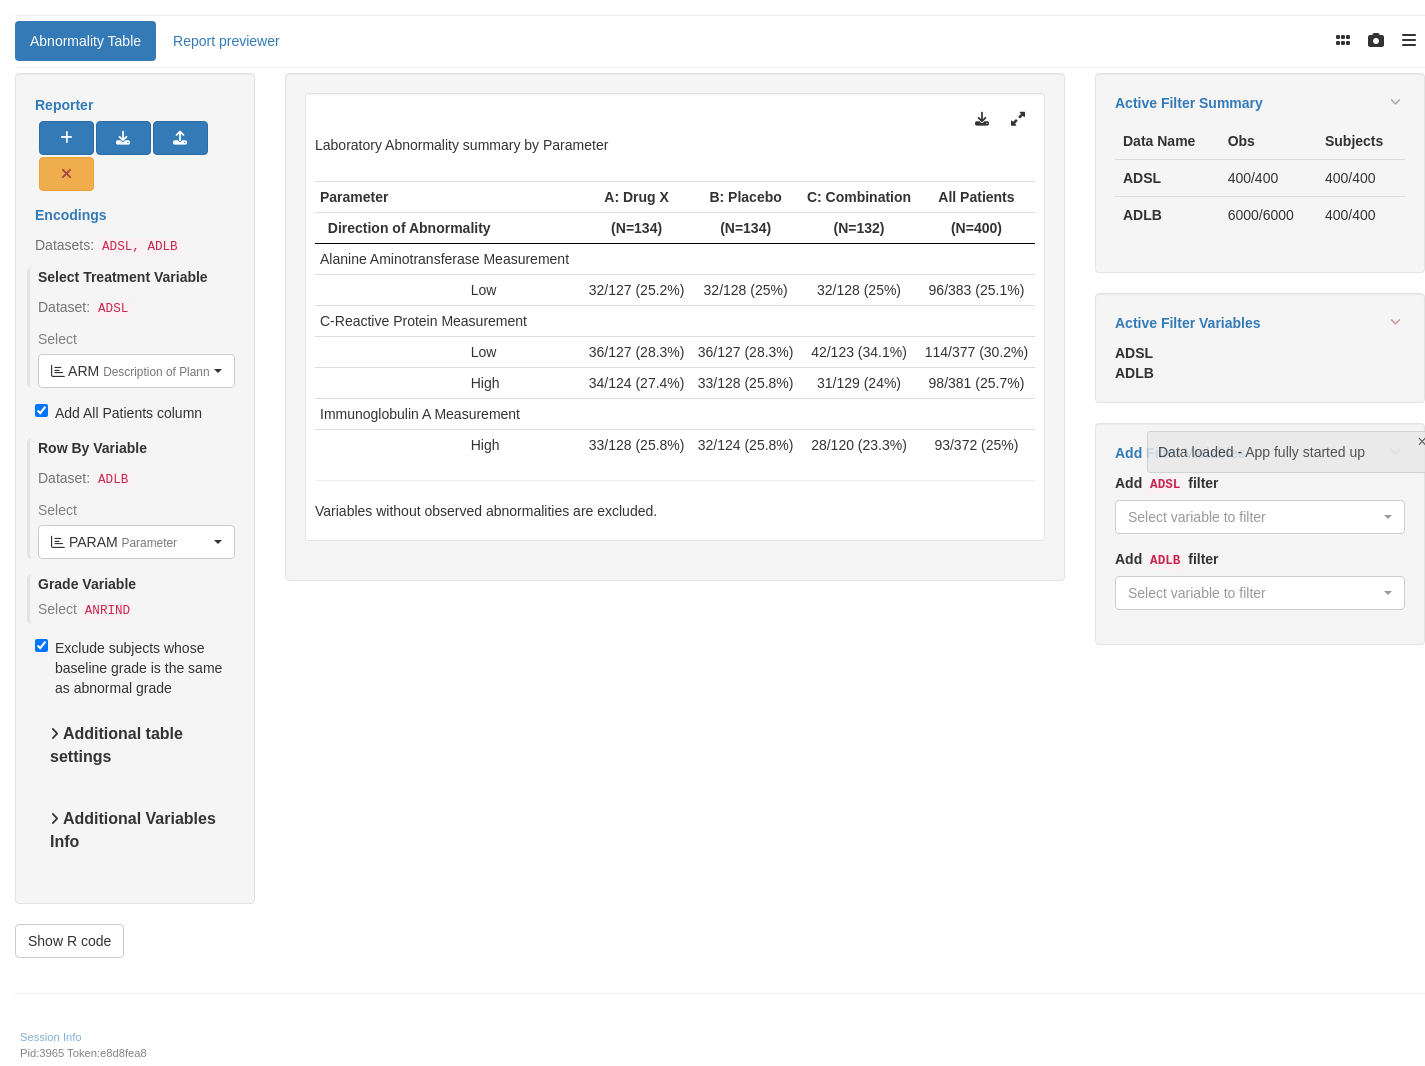 Abnormality Table
Report previewer
Reporter
Encodings
Datasets: ADSL, ADLB
Select Treatment Variable
Dataset: ADSL
Select
ARM Description of Plann
Add All Patients column
Row By Variable
Dataset: ADLB
Select
PARAM Parameter
Grade Variable
Select ANRIND
Exclude subjects whose
baseline grade is the same
as abnormal grade
Additional table
settings
Additional Variables
Info
Show R code
Laboratory Abnormality summary by Parameter
Parameter A: Drug X B: Placebo C: Combination All Patients
Direction of Abnormality (N=134) (N=134) (N=132) (N=400)
Alanine Aminotransferase Measurement
Low 32/127 (25.2%) 32/128 (25%) 32/128 (25%) 96/383 (25.1%)
C-Reactive Protein Measurement
Low 36/127 (28.3%) 36/127 (28.3%) 42/123 (34.1%) 114/377 (30.2%)
High 34/124 (27.4%) 33/128 (25.8%) 31/129 (24%) 98/381 (25.7%)
Immunoglobulin A Measurement
High 33/128 (25.8%) 32/124 (25.8%) 28/120 (23.3%) 93/372 (25%)
Variables without observed abnormalities are excluded.
Active Filter Summary
Data Name Obs Subjects
ADSL 400/400 400/400
ADLB 6000/6000 400/400
Active Filter Variables
ADSL
ADLB
Add
Data loaded - App fully started up
Add ADSL filter
Select variable to filter
Add ADLB filter
Select variable to filter
Session Info
Pid:3965 Token:e8d8fea8